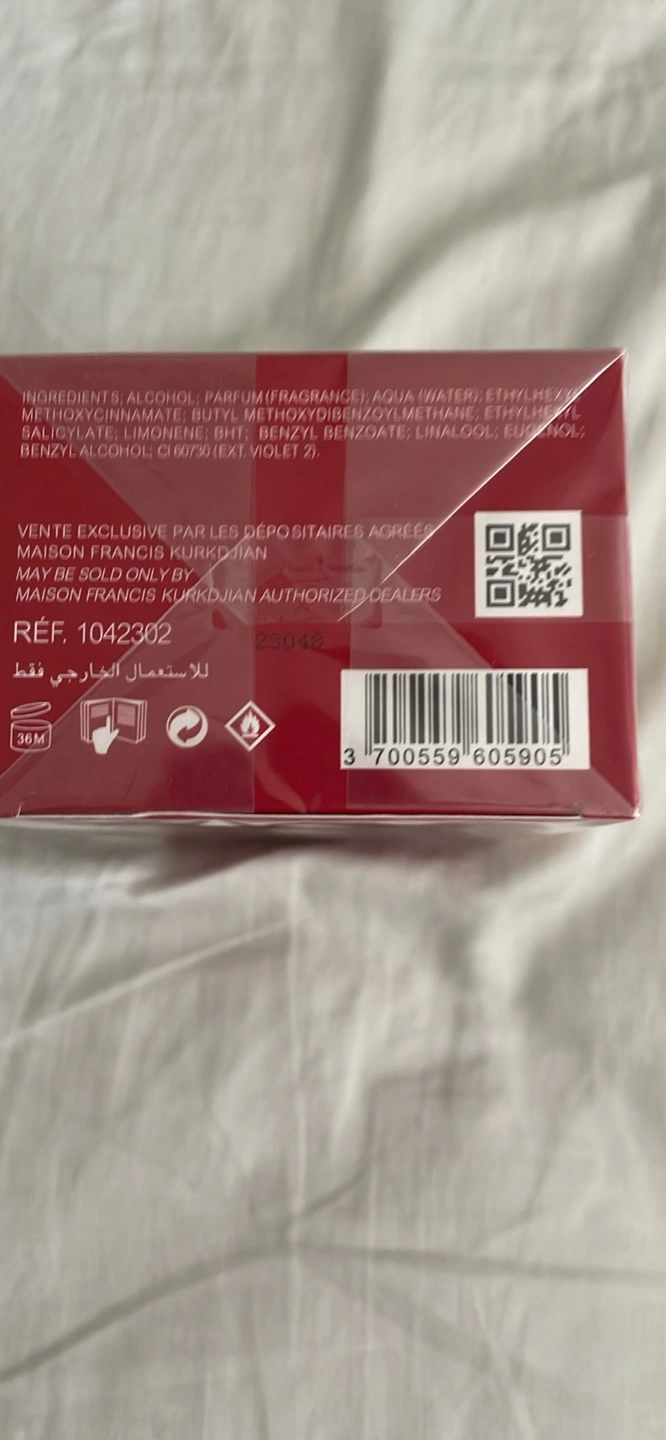 INGREDIENTS; ALCOHOL; PARFUM (FRAGRANCE); AQUA (WATER); ETHYLHEXYL
METHOXYCINNAMATE; BUTYL METHOXYDIBENZOYLMETHANE; ETHYLHEXYL
SALICYLATE; LIMONENE; BHT; BENZYL BENZOATE; LINALOOL; EUGENOL;
BENZYL ALCOHOL; CI 60730 (EXT. VIOLET 2).
VENTE EXCLUSIVE PAR LES DÉPOSITAIRES AGRÉÉS
MAISON FRANCIS KURKDJIAN
MAY BE SOLD ONLY BY
MAISON FRANCIS KURKDJIAN AUTHORIZED DEALERS
RÉF. 1042302
23048
للاستعمال الخارجي فقط
36M
3 700559 605905